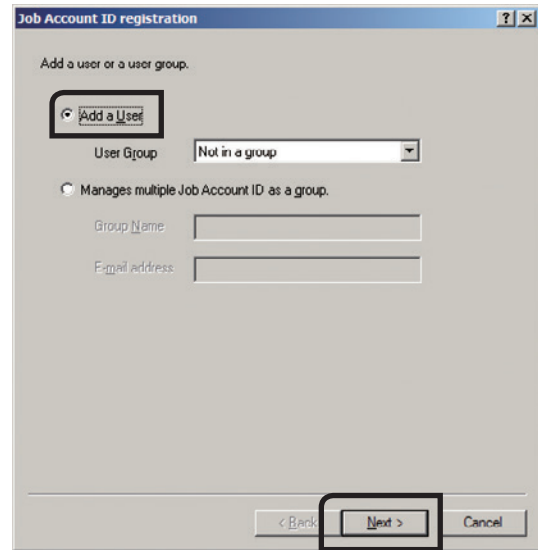 Job Account ID registration
Add a user or a user group.
Add a User
User Group Not in a group
Manages multiple Job Account ID as a group.
Group Name
E-mail address
< Back Next > Cancel